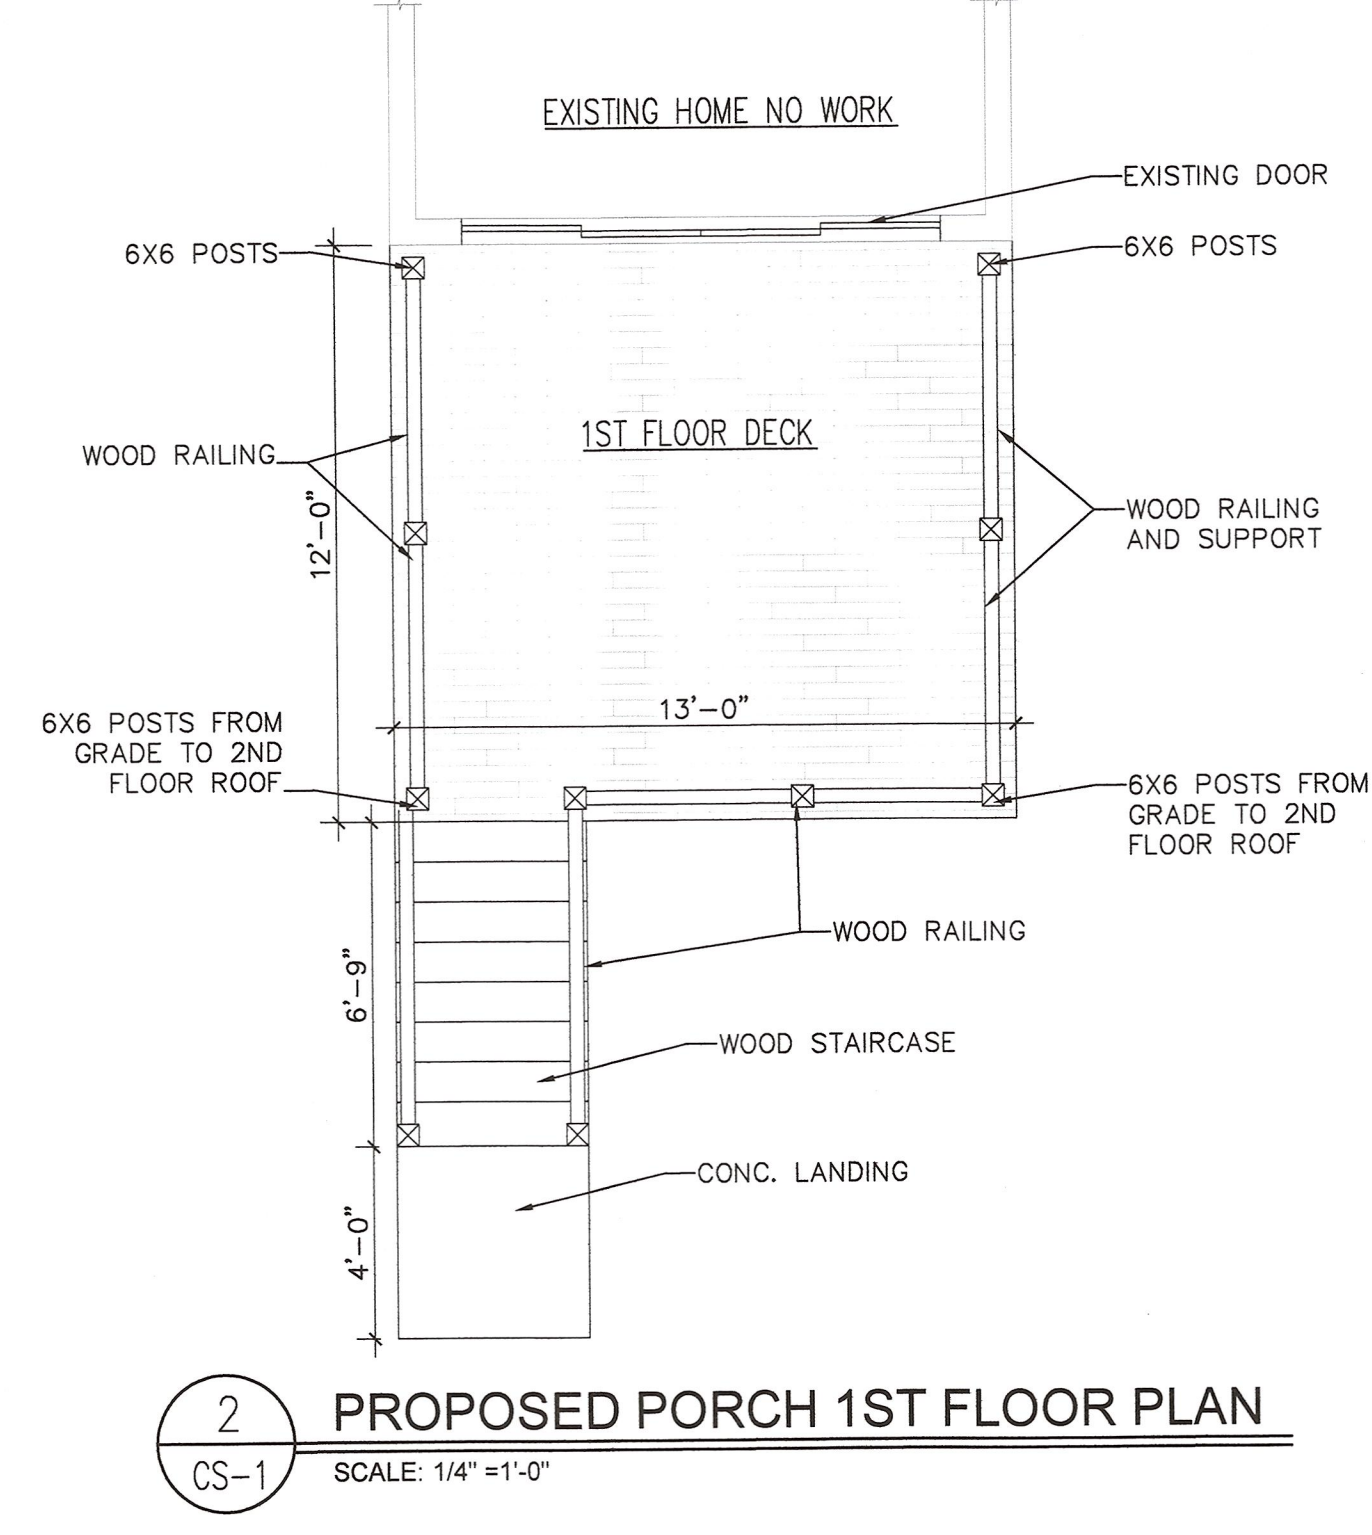 EXISTING HOME NO WORK
EXISTING DOOR
6X6 POSTS
6X6 POSTS
1ST FLOOR DECK
WOOD RAILING
12'-0"
WOOD RAILING
AND SUPPORT
13'-0"
6X6 POSTS FROM
GRADE TO 2ND
FLOOR ROOF
6X6 POSTS FROM
GRADE TO 2ND
FLOOR ROOF
WOOD RAILING
6'-9"
WOOD STAIRCASE
CONC. LANDING
4'-0"
2
CS-1
PROPOSED PORCH 1ST FLOOR PLAN
SCALE: 1/4" =1'-0"